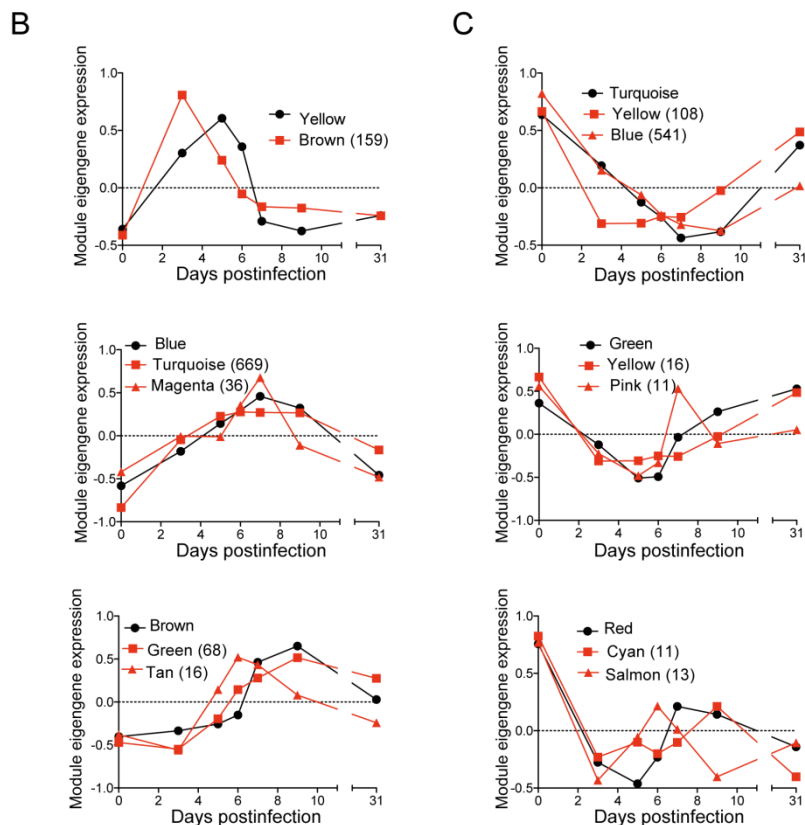 B
Module eigengene expression
1.0
0.5
0.0
-0.5
Yellow
Brown (159)
0 2 4 6 8 10 31
Days postinfection
Module eigengene expression
1.0
0.5
0.0
-0.5
-1.0
Blue
Turquoise (669)
Magenta (36)
0 2 4 6 8 10 31
Days postinfection
Module eigengene expression
1.0
0.5
0.0
-0.5
-1.0
Brown
Green (68)
Tan (16)
0 2 4 6 8 10 31
Days postinfection
C
Module eigengene expression
1.0
0.5
0.0
-0.5
Turquoise
Yellow (108)
Blue (541)
0 2 4 6 8 10 31
Days postinfection
Module eigengene expression
1.0
0.5
0.0
-0.5
-1.0
Green
Yellow (16)
Pink (11)
0 2 4 6 8 10 31
Days postinfection
Module eigengene expression
1.0
0.5
0.0
-0.5
Red
Cyan (11)
Salmon (13)
0 2 4 6 8 10 31
Days postinfection